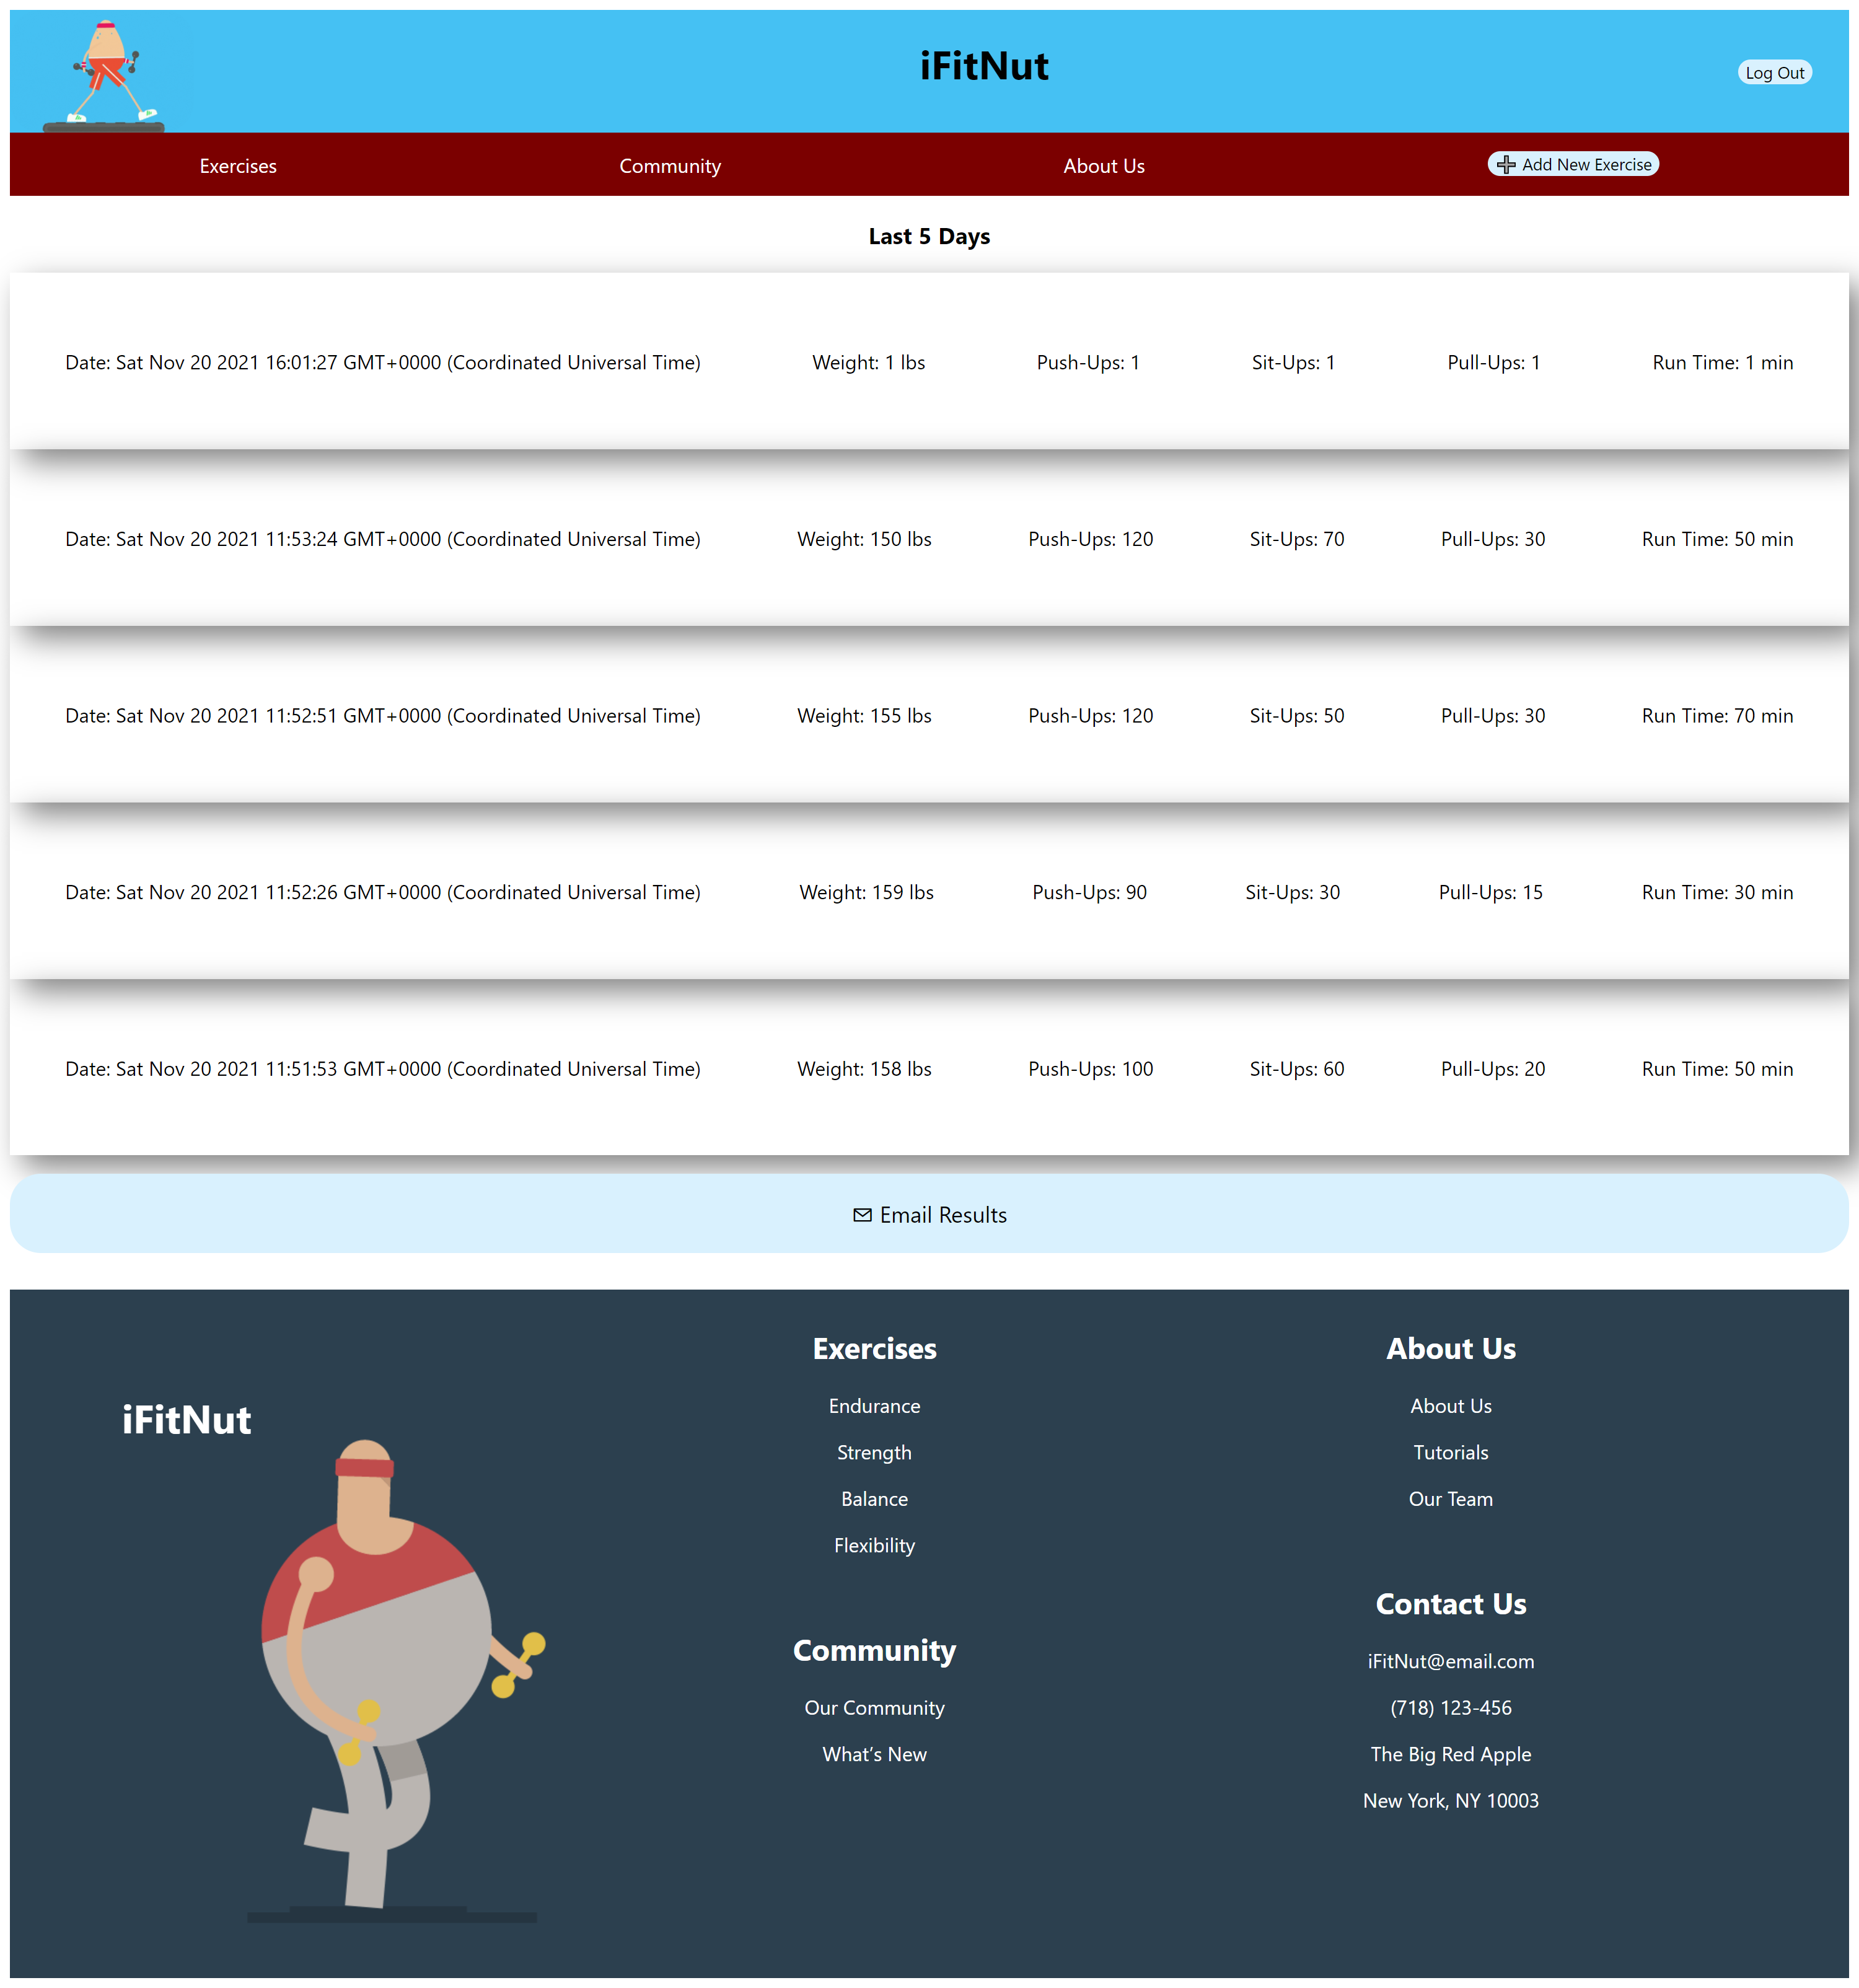 iFitNut
Log Out
Exercises
Community
About Us
Add New Exercise
Last 5 Days
Date: Sat Nov 20 2021 16:01:27 GMT+0000 (Coordinated Universal Time) Weight: 1 lbs Push-Ups: 1 Sit-Ups: 1 Pull-Ups: 1 Run Time: 1 min
Date: Sat Nov 20 2021 11:53:24 GMT+0000 (Coordinated Universal Time) Weight: 150 lbs Push-Ups: 120 Sit-Ups: 70 Pull-Ups: 30 Run Time: 50 min
Date: Sat Nov 20 2021 11:52:51 GMT+0000 (Coordinated Universal Time) Weight: 155 lbs Push-Ups: 120 Sit-Ups: 50 Pull-Ups: 30 Run Time: 70 min
Date: Sat Nov 20 2021 11:52:26 GMT+0000 (Coordinated Universal Time) Weight: 159 lbs Push-Ups: 90 Sit-Ups: 30 Pull-Ups: 15 Run Time: 30 min
Date: Sat Nov 20 2021 11:51:53 GMT+0000 (Coordinated Universal Time) Weight: 158 lbs Push-Ups: 100 Sit-Ups: 60 Pull-Ups: 20 Run Time: 50 min
Email Results
iFitNut
Exercises
Endurance
Strength
Balance
Flexibility
Community
Our Community
What’s New
About Us
About Us
Tutorials
Our Team
Contact Us
iFitNut@email.com
(718) 123-456
The Big Red Apple
New York, NY 10003